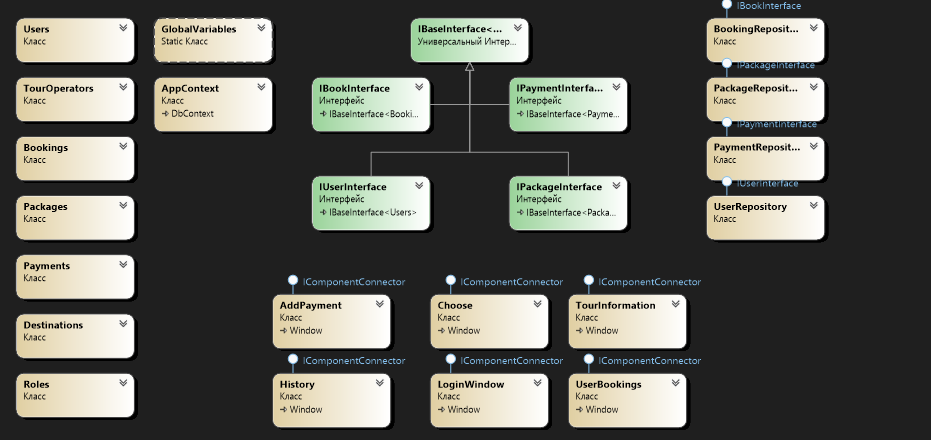 Users
Класс
GlobalVariables
Static Класс
IBaseInterface<...
Универсальный Интер...
IBookInterface
BookingReposit...
Класс
TourOperators
Класс
AppContext
Класс
DbContext
IBookInterface
Интерфейс
IBaseInterface<Booki...
IPaymentInterfa...
Интерфейс
IBaseInterface<Payme...
IPackageInterface
PackageReposit...
Класс
Bookings
Класс
IPaymentInterface
PaymentReposit...
Класс
Packages
Класс
IUserInterface
Интерфейс
IBaseInterface<Users>
IPackageInterface
Интерфейс
IBaseInterface<Packa...
IUserInterface
UserRepository
Класс
Payments
Класс
IComponentConnector
AddPayment
Класс
Window
IComponentConnector
Choose
Класс
Window
IComponentConnector
TourInformation
Класс
Window
Destinations
Класс
Roles
Класс
IComponentConnector
History
Класс
Window
IComponentConnector
LoginWindow
Класс
Window
IComponentConnector
UserBookings
Класс
Window